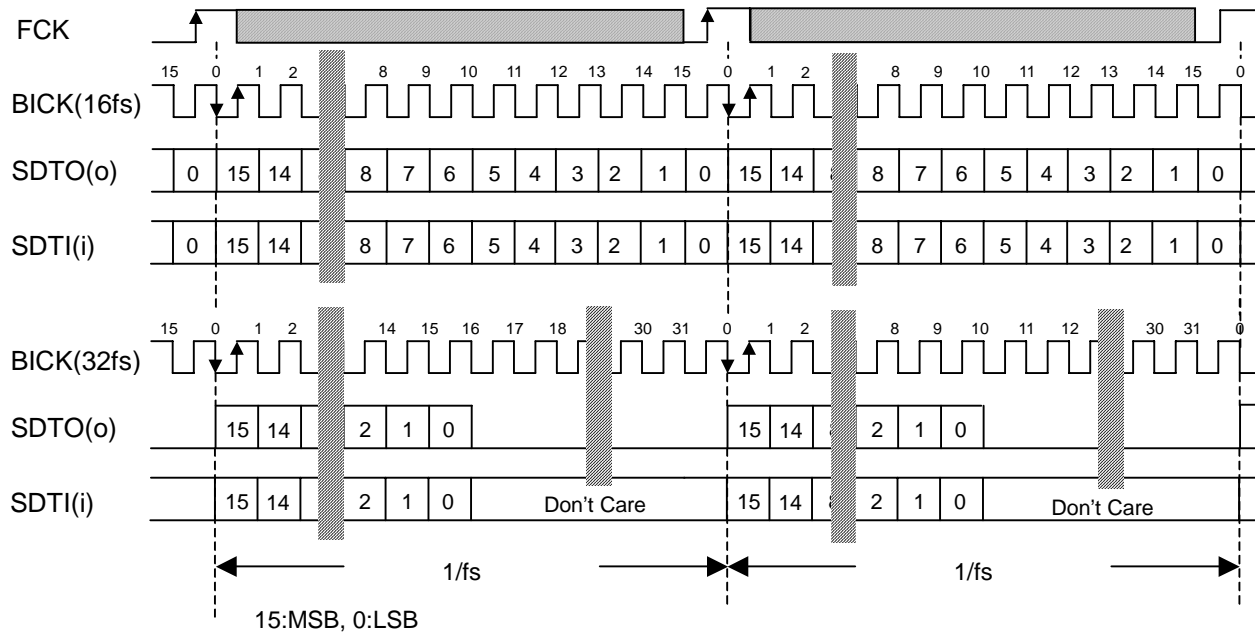 FCK
15 0 1 2 8 9 10 11 12 13 14 15 0 1 2 8 9 10 11 12 13 14 15 0
BICK(16fs)
SDTO(o) 0 15 14 8 7 6 5 4 3 2 1 0 15 14 8 7 6 5 4 3 2 1 0
SDTI(i) 0 15 14 8 7 6 5 4 3 2 1 0 15 14 8 7 6 5 4 3 2 1 0
15 0 1 2 14 15 16 17 18 30 31 0 1 2 8 9 10 11 12 30 31 0
BICK(32fs)
SDTO(o) 15 14 2 1 0 15 14 2 1 0
SDTI(i) 15 14 2 1 0 Don't Care 15 14 2 1 0 Don't Care
1/fs 1/fs
15:MSB, 0:LSB